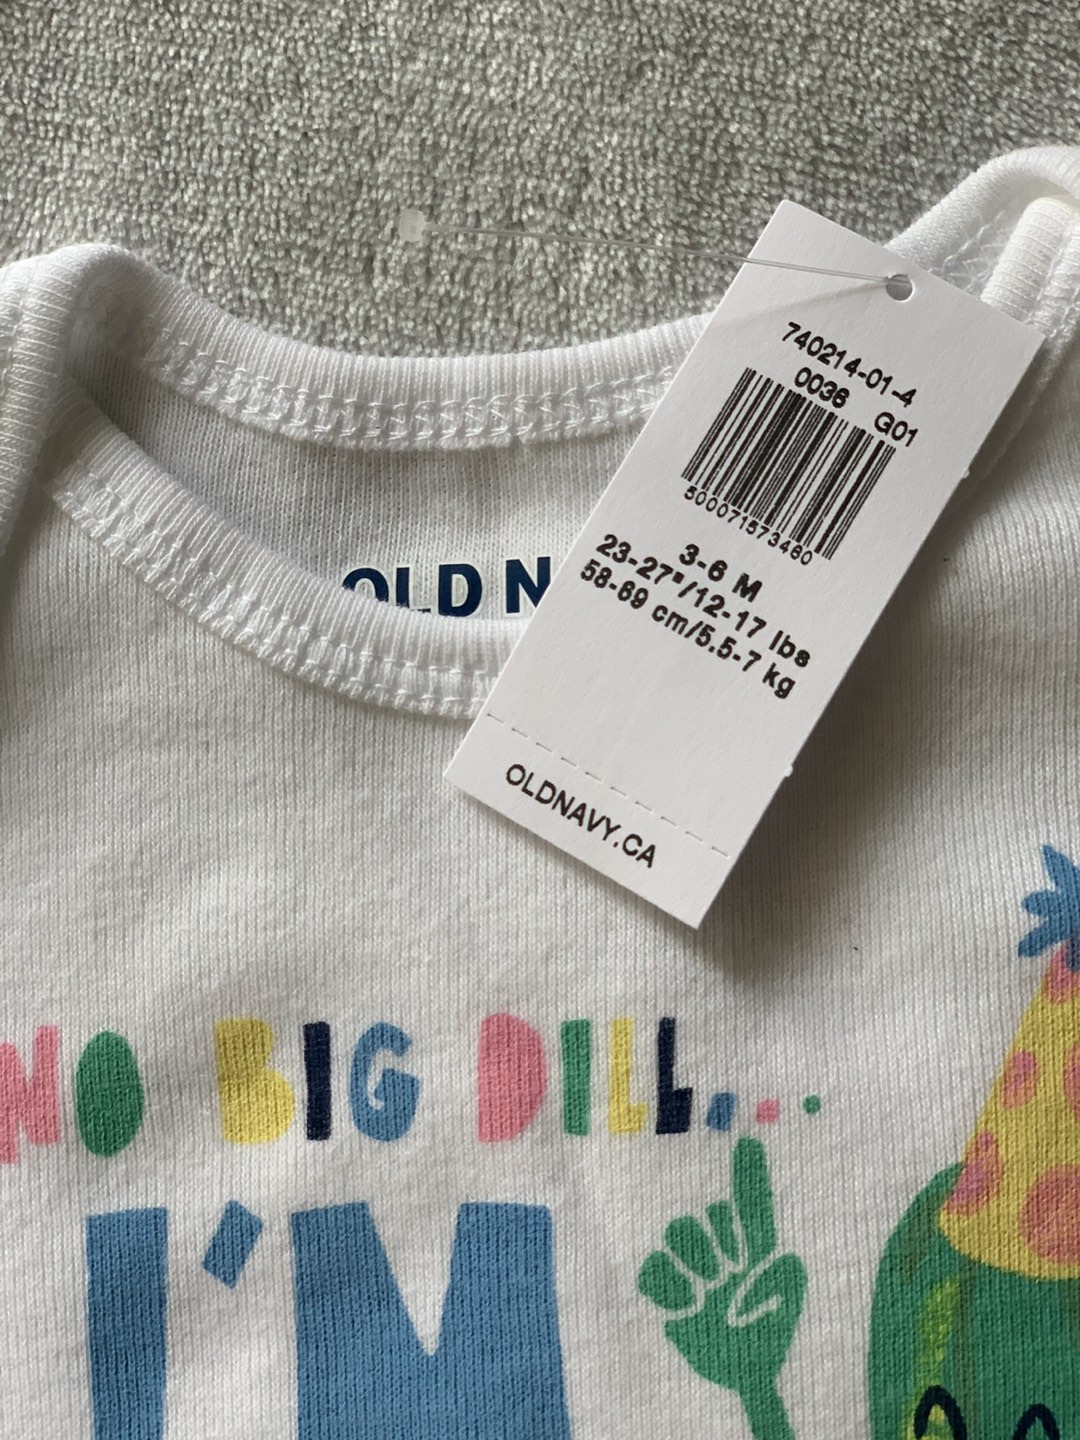 740214-01-4
0036 G01
500071573480
3-6 M
23-27"/12-17 lbs
58-69 cm/5.5-7 kg
OLDNAVY.CA
OLD N
NO BIG DILL...
I'M